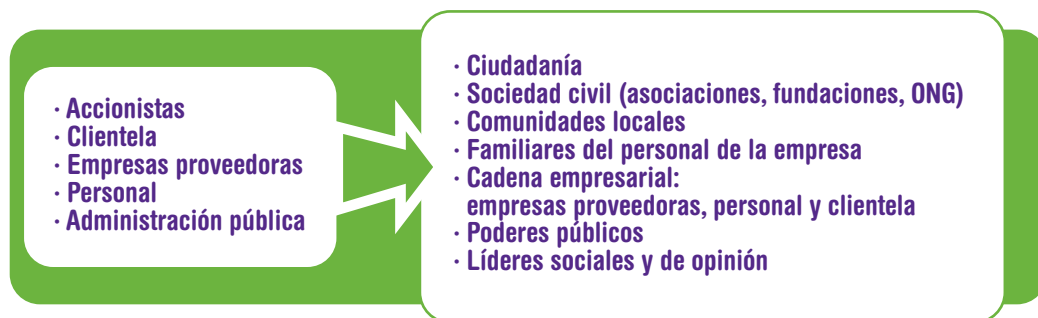 · Accionistas
· Clientela
· Empresas proveedoras
· Personal
· Administración pública
· Ciudadanía
· Sociedad civil (asociaciones, fundaciones, ONG)
· Comunidades locales
· Familiares del personal de la empresa
· Cadena empresarial:
empresas proveedoras, personal y clientela
· Poderes públicos
· Líderes sociales y de opinión